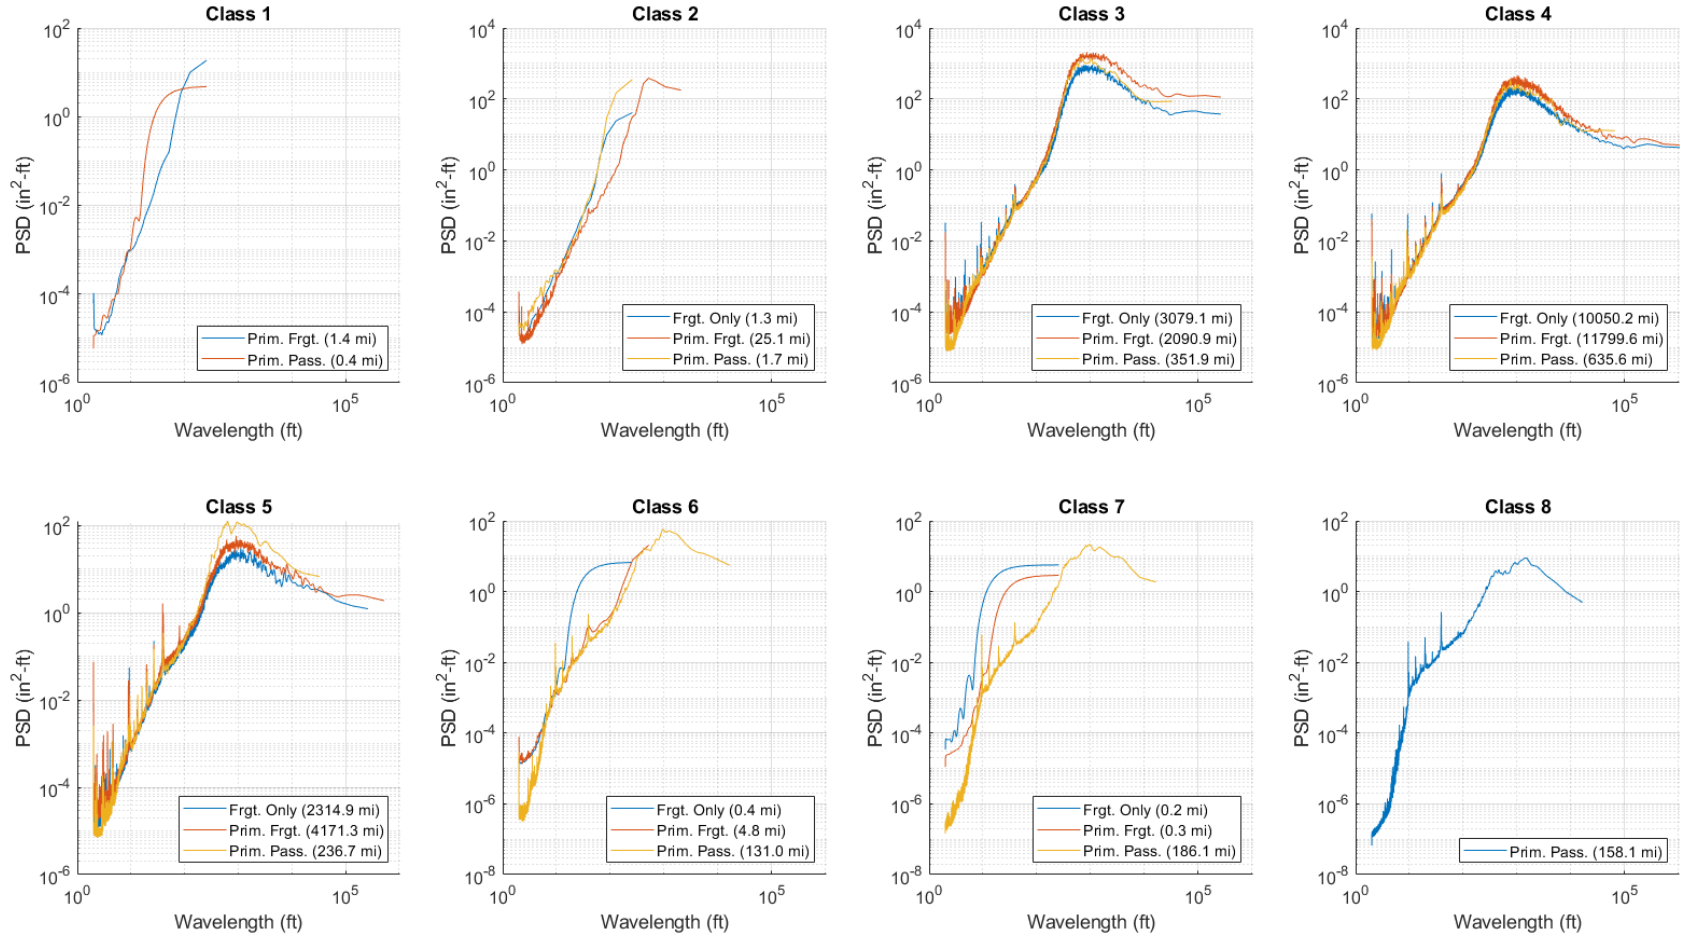 Class 1
10^2
10^0
10^-2
10^-4
10^-6
PSD (in^2-ft)
Prim. Frgt. (1.4 mi)
Prim. Pass. (0.4 mi)
10^0
10^5
Wavelength (ft)
Class 2
10^4
10^2
10^0
10^-2
10^-4
10^-6
PSD (in^2-ft)
Frgt. Only (1.3 mi)
Prim. Frgt. (25.1 mi)
Prim. Pass. (1.7 mi)
10^0
10^5
Wavelength (ft)
Class 3
10^4
10^2
10^0
10^-2
10^-4
10^-6
PSD (in^2-ft)
Frgt. Only (3079.1 mi)
Prim. Frgt. (2090.9 mi)
Prim. Pass. (351.9 mi)
10^0
10^5
Wavelength (ft)
Class 4
10^4
10^2
10^0
10^-2
10^-4
10^-6
PSD (in^2-ft)
Frgt. Only (10050.2 mi)
Prim. Frgt. (11799.6 mi)
Prim. Pass. (635.6 mi)
10^0
10^5
Wavelength (ft)
Class 5
10^2
10^0
10^-2
10^-4
10^-6
PSD (in^2-ft)
Frgt. Only (2314.9 mi)
Prim. Frgt. (4171.3 mi)
Prim. Pass. (236.7 mi)
10^0
10^5
Wavelength (ft)
Class 6
10^2
10^0
10^-2
10^-4
10^-6
10^-8
PSD (in^2-ft)
Frgt. Only (0.4 mi)
Prim. Frgt. (4.8 mi)
Prim. Pass. (131.0 mi)
10^0
10^5
Wavelength (ft)
Class 7
10^2
10^0
10^-2
10^-4
10^-6
10^-8
PSD (in^2-ft)
Frgt. Only (0.2 mi)
Prim. Frgt. (0.3 mi)
Prim. Pass. (186.1 mi)
10^0
10^5
Wavelength (ft)
Class 8
10^2
10^0
10^-2
10^-4
10^-6
10^-8
PSD (in^2-ft)
Prim. Pass. (158.1 mi)
10^0
10^5
Wavelength (ft)